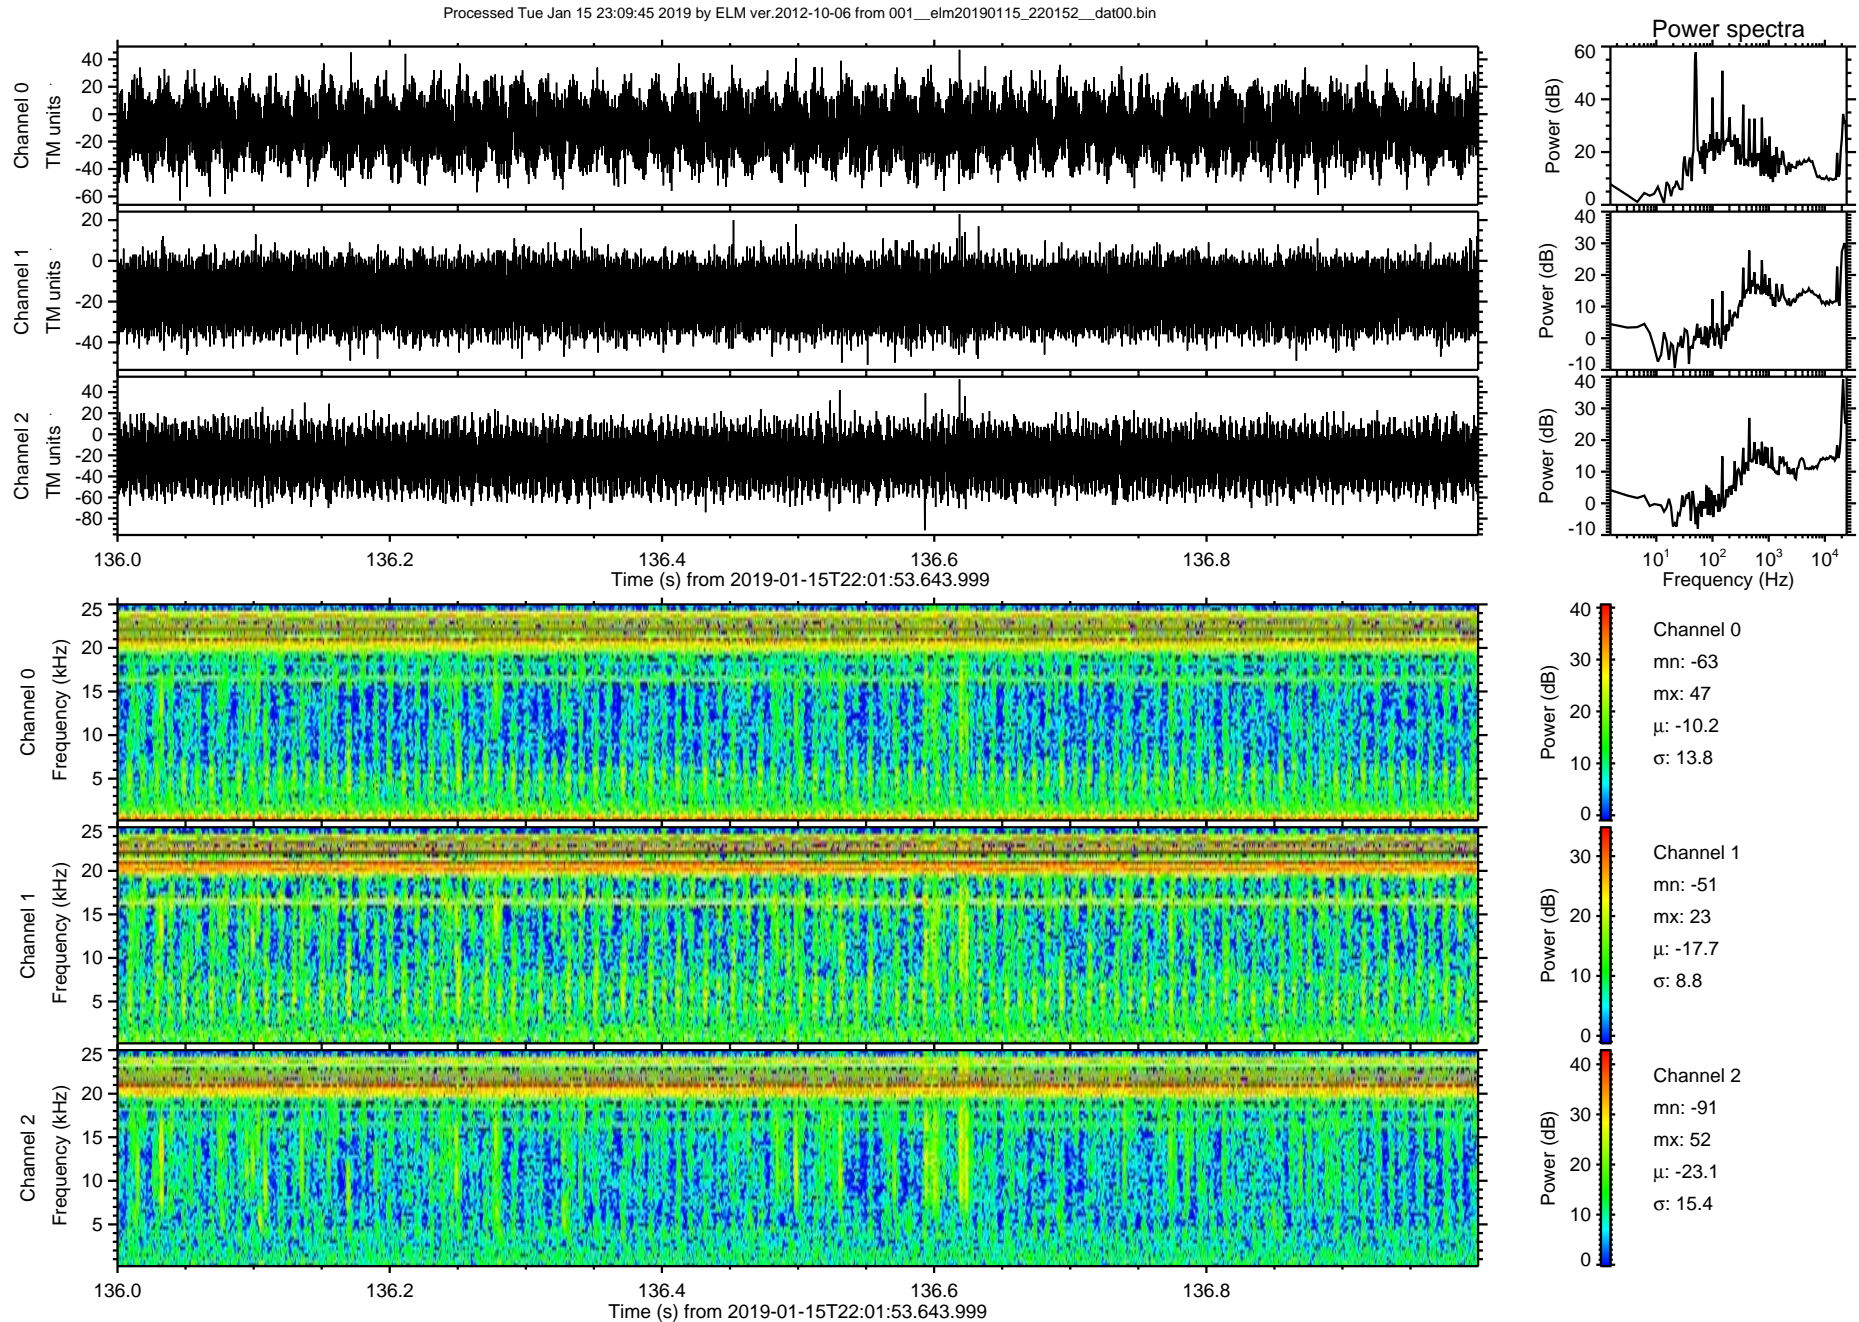 Processed Tue Jan 15 23:09:45 2019 by ELM ver.2012-10-06 from 001__elm20190115_220152__dat00.bin
Power spectra
Channel 0
TM units
40
20
0
-20
-40
-60
Power (dB)
60
40
20
0
Channel 1
TM units
20
0
-20
-40
Power (dB)
40
30
20
10
0
-10
Channel 2
TM units
40
20
0
-20
-40
-60
-80
Power (dB)
40
30
20
10
0
-10
136.0 136.2 136.4 136.6 136.8
Time (s) from 2019-01-15T22:01:53.643.999
10^1 10^2 10^3 10^4
Frequency (Hz)
Channel 0
Frequency (kHz)
25
20
15
10
5
Power (dB)
40
30
20
10
0
Channel 0
mn: -63
mx: 47
µ: -10.2
σ: 13.8
Channel 1
Frequency (kHz)
25
20
15
10
5
Power (dB)
30
20
10
0
Channel 1
mn: -51
mx: 23
µ: -17.7
σ: 8.8
Channel 2
Frequency (kHz)
25
20
15
10
5
Power (dB)
40
30
20
10
0
Channel 2
mn: -91
mx: 52
µ: -23.1
σ: 15.4
136.0 136.2 136.4 136.6 136.8
Time (s) from 2019-01-15T22:01:53.643.999